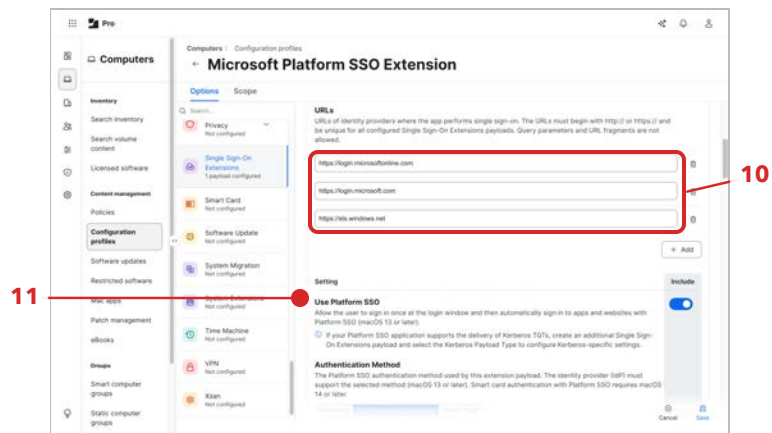 Pro
Computers
Inventory
Search inventory
Search volume
content
Licensed software
Content management
Policies
Configuration
profiles
Software updates
Restricted software
Mac apps
Patch management
eBooks
Groups
Smart computer
groups
Static computer
groups
Computers : Configuration profiles
Microsoft Platform SSO Extension
Options Scope
Search...
Privacy
Not configured
Single Sign-On
Extensions
1 payload configured
Smart Card
Not configured
Software Update
Not configured
System Migration
Not configured
System Extensions
Not configured
Time Machine
Not configured
VPN
Not configured
Xsan
Not configured
URLs
URLs of identity providers where the app performs single sign-on. The URLs must begin with http:// or https:// and
be unique for all configured Single Sign-On Extensions payloads. Query parameters and URL fragments are not
allowed.
https://login.microsoftonline.com
https://login.microsoft.com
https://sts.windows.net
10
+ Add
Setting Include
11
Use Platform SSO
Allow the user to sign in once at the login window and then automatically sign in to apps and websites with
Platform SSO (macOS 13 or later).
If your Platform SSO application supports the delivery of Kerberos TGTs, create an additional Single Sign-
On Extensions payload and select the Kerberos Payload Type to configure Kerberos-specific settings.
Authentication Method
The Platform SSO authentication method used by this extension payload. The identity provider (IdP) must
support the selected method (macOS 13 or later). Smart card authentication with Platform SSO requires macOS
14 or later.
Cancel Save